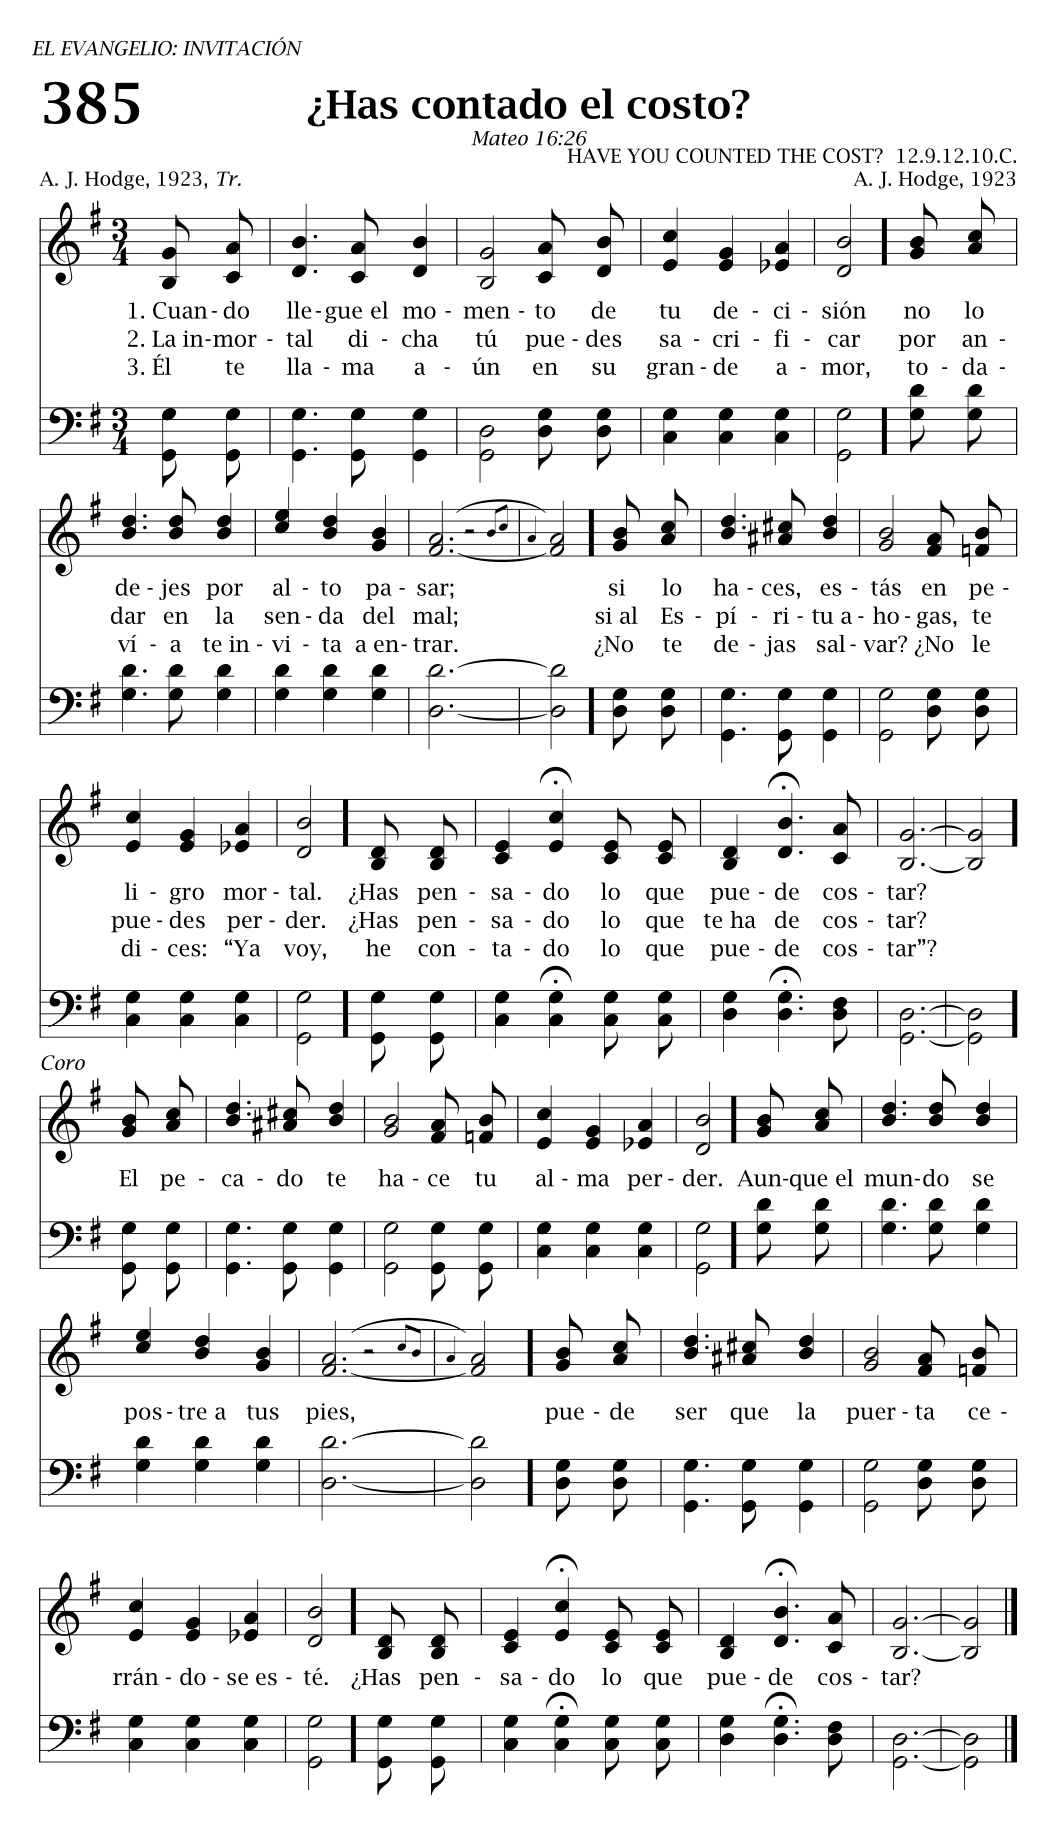 EL EVANGELIO: INVITACIÓN
385
¿Has contado el costo?
Mateo 16:26
HAVE YOU COUNTED THE COST? 12.9.12.10.C.
A. J. Hodge, 1923, Tr.
A. J. Hodge, 1923
3 4
1. Cuan - do lle - gue el mo - men - to de tu de - ci - sión no lo
2. La in - mor - tal di - cha tú pue - des sa - cri - fi - car por an -
3. Él te lla - ma a - ún en su gran - de a - mor, to - da -
3 4
de - jes por al - to pa - sar; si lo ha - ces, es - tás en pe -
dar en la sen - da del mal; si al Es - pí - ri - tu a - ho - gas, te
ví - a te in - vi - ta a en - trar. ¿No te de - jas sal - var? ¿No le
li - gro mor - tal. ¿Has pen - sa - do lo que pue - de cos - tar?
pue - des per - der. ¿Has pen - sa - do lo que te ha de cos - tar?
di - ces: “Ya voy, he con - ta - do lo que pue - de cos - tar”?
Coro
El pe - ca - do te ha - ce tu al - ma per - der. Aun - que el mun - do se
pos - tre a tus pies, pue - de ser que la puer - ta ce -
rrán - do - se es - té. ¿Has pen - sa - do lo que pue - de cos - tar?